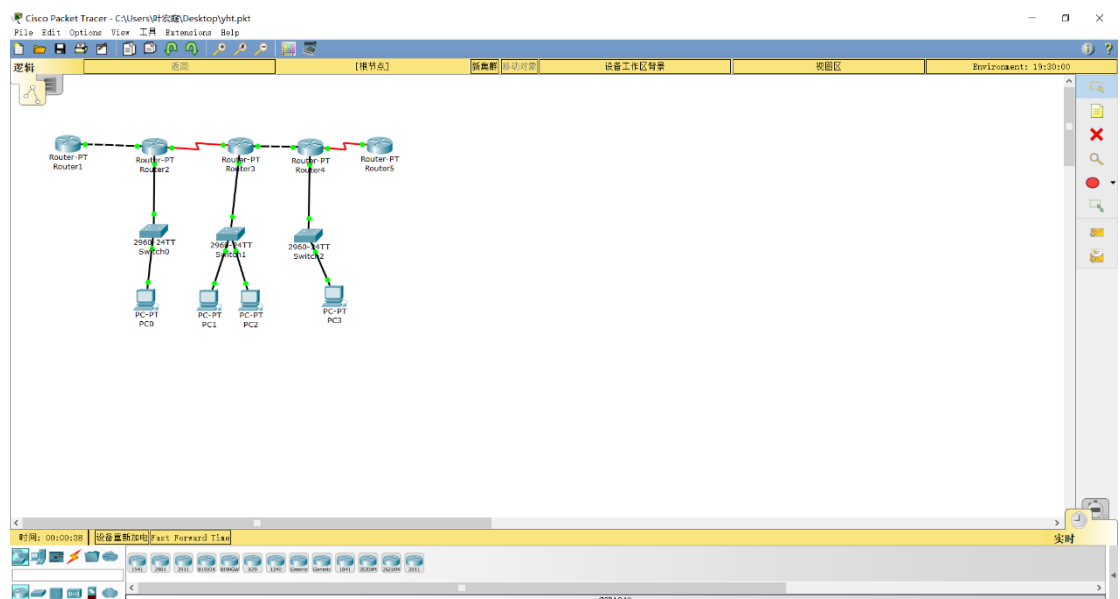 Cisco Packet Tracer - C:\Users\叶宏庭\Desktop\yht.pkt
File Edit Options View 工具 Extensions Help
逻辑 返回 [根节点] 新集群 移动对象 设备工作区背景 视图区 Environment: 19:30:00
Router-PT Router-PT Router-PT Router-PT Router-PT
Router1 Router2 Router3 Router4 Router5
2960-24TT 2960-24TT 2960-24TT
Switch0 Switch1 Switch2
PC-PT PC-PT PC-PT PC-PT
PC0 PC1 PC2 PC3
时间: 00:00:38 设备重新加电 Fast Forward Time 实时
1941 2901 2911 819IOX 819HGW 829 1240 Generic Generic 1841 2620XM 2621XM 2811